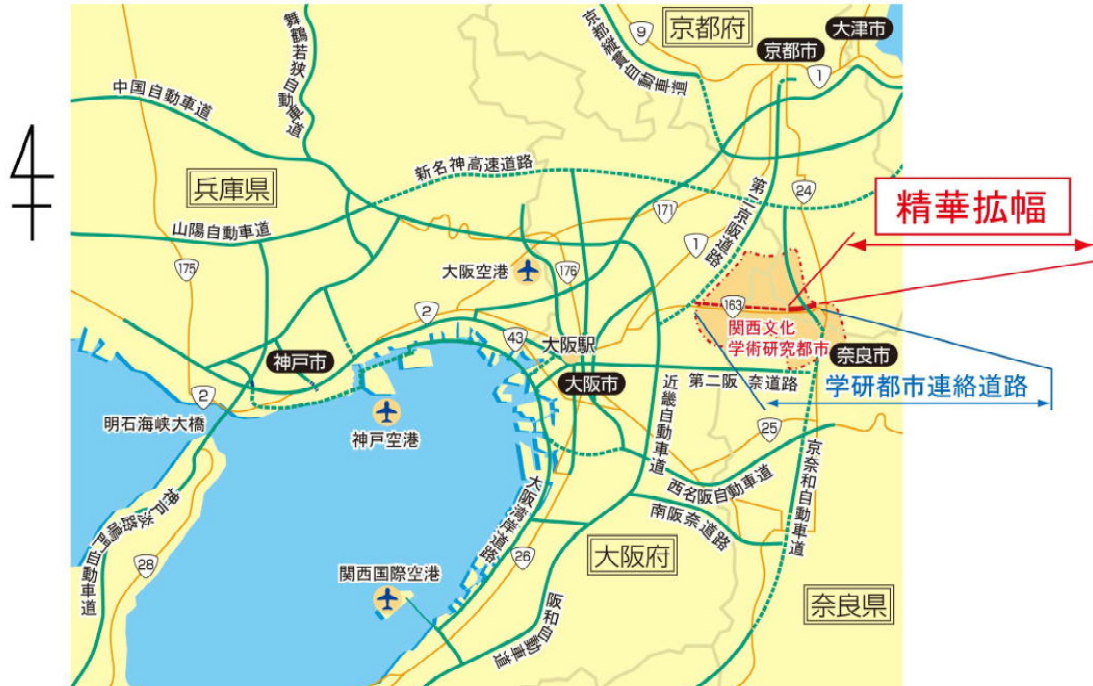 京都府
大津市
京都市
9
1
舞鶴若狭自動車道
京都縦貫自動車道
中国自動車道
新名神高速道路
兵庫県
第二京阪道路
24
精華拡幅
山陽自動車道
171
1
175
大阪空港
176
163
関西文化
学術研究都市
2
43
大阪駅
奈良市
神戸市
大阪市
第二阪奈道路
学研都市連絡道路
2
明石海峡大橋
神戸空港
近畿自動車道
25
西名阪自動車道
京奈和自動車道
神戸淡路鳴門自動車道
大阪湾岸道路
南阪奈道路
28
26
大阪府
関西国際空港
阪和自動車道
奈良県